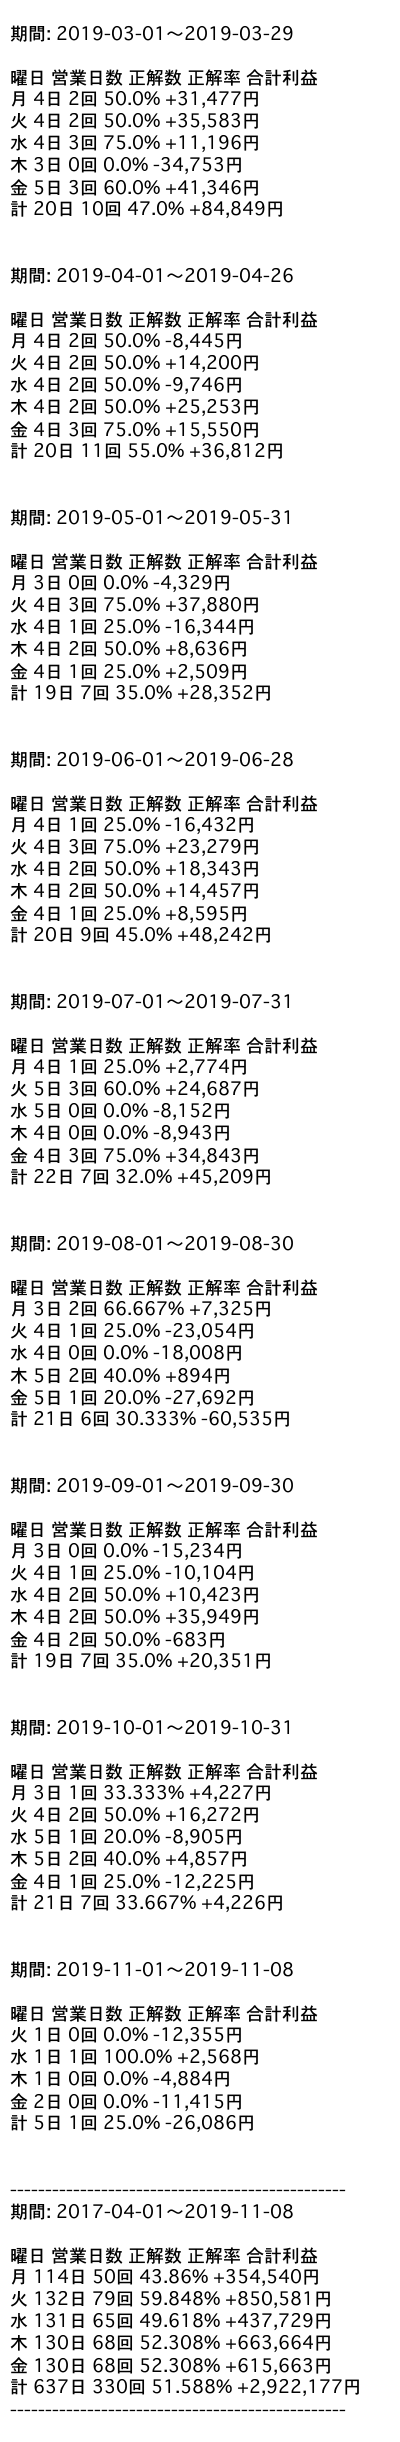 期間: 2019-03-01～2019-03-29
曜日 営業日数 正解数 正解率 合計利益
月 4日 2回 50.0% +31,477円
火 4日 2回 50.0% +35,583円
水 4日 3回 75.0% +11,196円
木 3日 0回 0.0% -34,753円
金 5日 3回 60.0% +41,346円
計 20日 10回 47.0% +84,849円
期間: 2019-04-01～2019-04-26
曜日 営業日数 正解数 正解率 合計利益
月 4日 2回 50.0% -8,445円
火 4日 2回 50.0% +14,200円
水 4日 2回 50.0% -9,746円
木 4日 2回 50.0% +25,253円
金 4日 3回 75.0% +15,550円
計 20日 11回 55.0% +36,812円
期間: 2019-05-01～2019-05-31
曜日 営業日数 正解数 正解率 合計利益
月 3日 0回 0.0% -4,329円
火 4日 3回 75.0% +37,880円
水 4日 1回 25.0% -16,344円
木 4日 2回 50.0% +8,636円
金 4日 1回 25.0% +2,509円
計 19日 7回 35.0% +28,352円
期間: 2019-06-01～2019-06-28
曜日 営業日数 正解数 正解率 合計利益
月 4日 1回 25.0% -16,432円
火 4日 3回 75.0% +23,279円
水 4日 2回 50.0% +18,343円
木 4日 2回 50.0% +14,457円
金 4日 1回 25.0% +8,595円
計 20日 9回 45.0% +48,242円
期間: 2019-07-01～2019-07-31
曜日 営業日数 正解数 正解率 合計利益
月 4日 1回 25.0% +2,774円
火 5日 3回 60.0% +24,687円
水 5日 0回 0.0% -8,152円
木 4日 0回 0.0% -8,943円
金 4日 3回 75.0% +34,843円
計 22日 7回 32.0% +45,209円
期間: 2019-08-01～2019-08-30
曜日 営業日数 正解数 正解率 合計利益
月 3日 2回 66.667% +7,325円
火 4日 1回 25.0% -23,054円
水 4日 0回 0.0% -18,008円
木 5日 2回 40.0% +894円
金 5日 1回 20.0% -27,692円
計 21日 6回 30.333% -60,535円
期間: 2019-09-01～2019-09-30
曜日 営業日数 正解数 正解率 合計利益
月 3日 0回 0.0% -15,234円
火 4日 1回 25.0% -10,104円
水 4日 2回 50.0% +10,423円
木 4日 2回 50.0% +35,949円
金 4日 2回 50.0% -683円
計 19日 7回 35.0% +20,351円
期間: 2019-10-01～2019-10-31
曜日 営業日数 正解数 正解率 合計利益
月 3日 1回 33.333% +4,227円
火 4日 2回 50.0% +16,272円
水 5日 1回 20.0% -8,905円
木 5日 2回 40.0% +4,857円
金 4日 1回 25.0% -12,225円
計 21日 7回 33.667% +4,226円
期間: 2019-11-01～2019-11-08
曜日 営業日数 正解数 正解率 合計利益
火 1日 0回 0.0% -12,355円
水 1日 1回 100.0% +2,568円
木 1日 0回 0.0% -4,884円
金 2日 0回 0.0% -11,415円
計 5日 1回 25.0% -26,086円
------------------------------------------------
期間: 2017-04-01～2019-11-08
曜日 営業日数 正解数 正解率 合計利益
月 114日 50回 43.86% +354,540円
火 132日 79回 59.848% +850,581円
水 131日 65回 49.618% +437,729円
木 130日 68回 52.308% +663,664円
金 130日 68回 52.308% +615,663円
計 637日 330回 51.588% +2,922,177円
------------------------------------------------